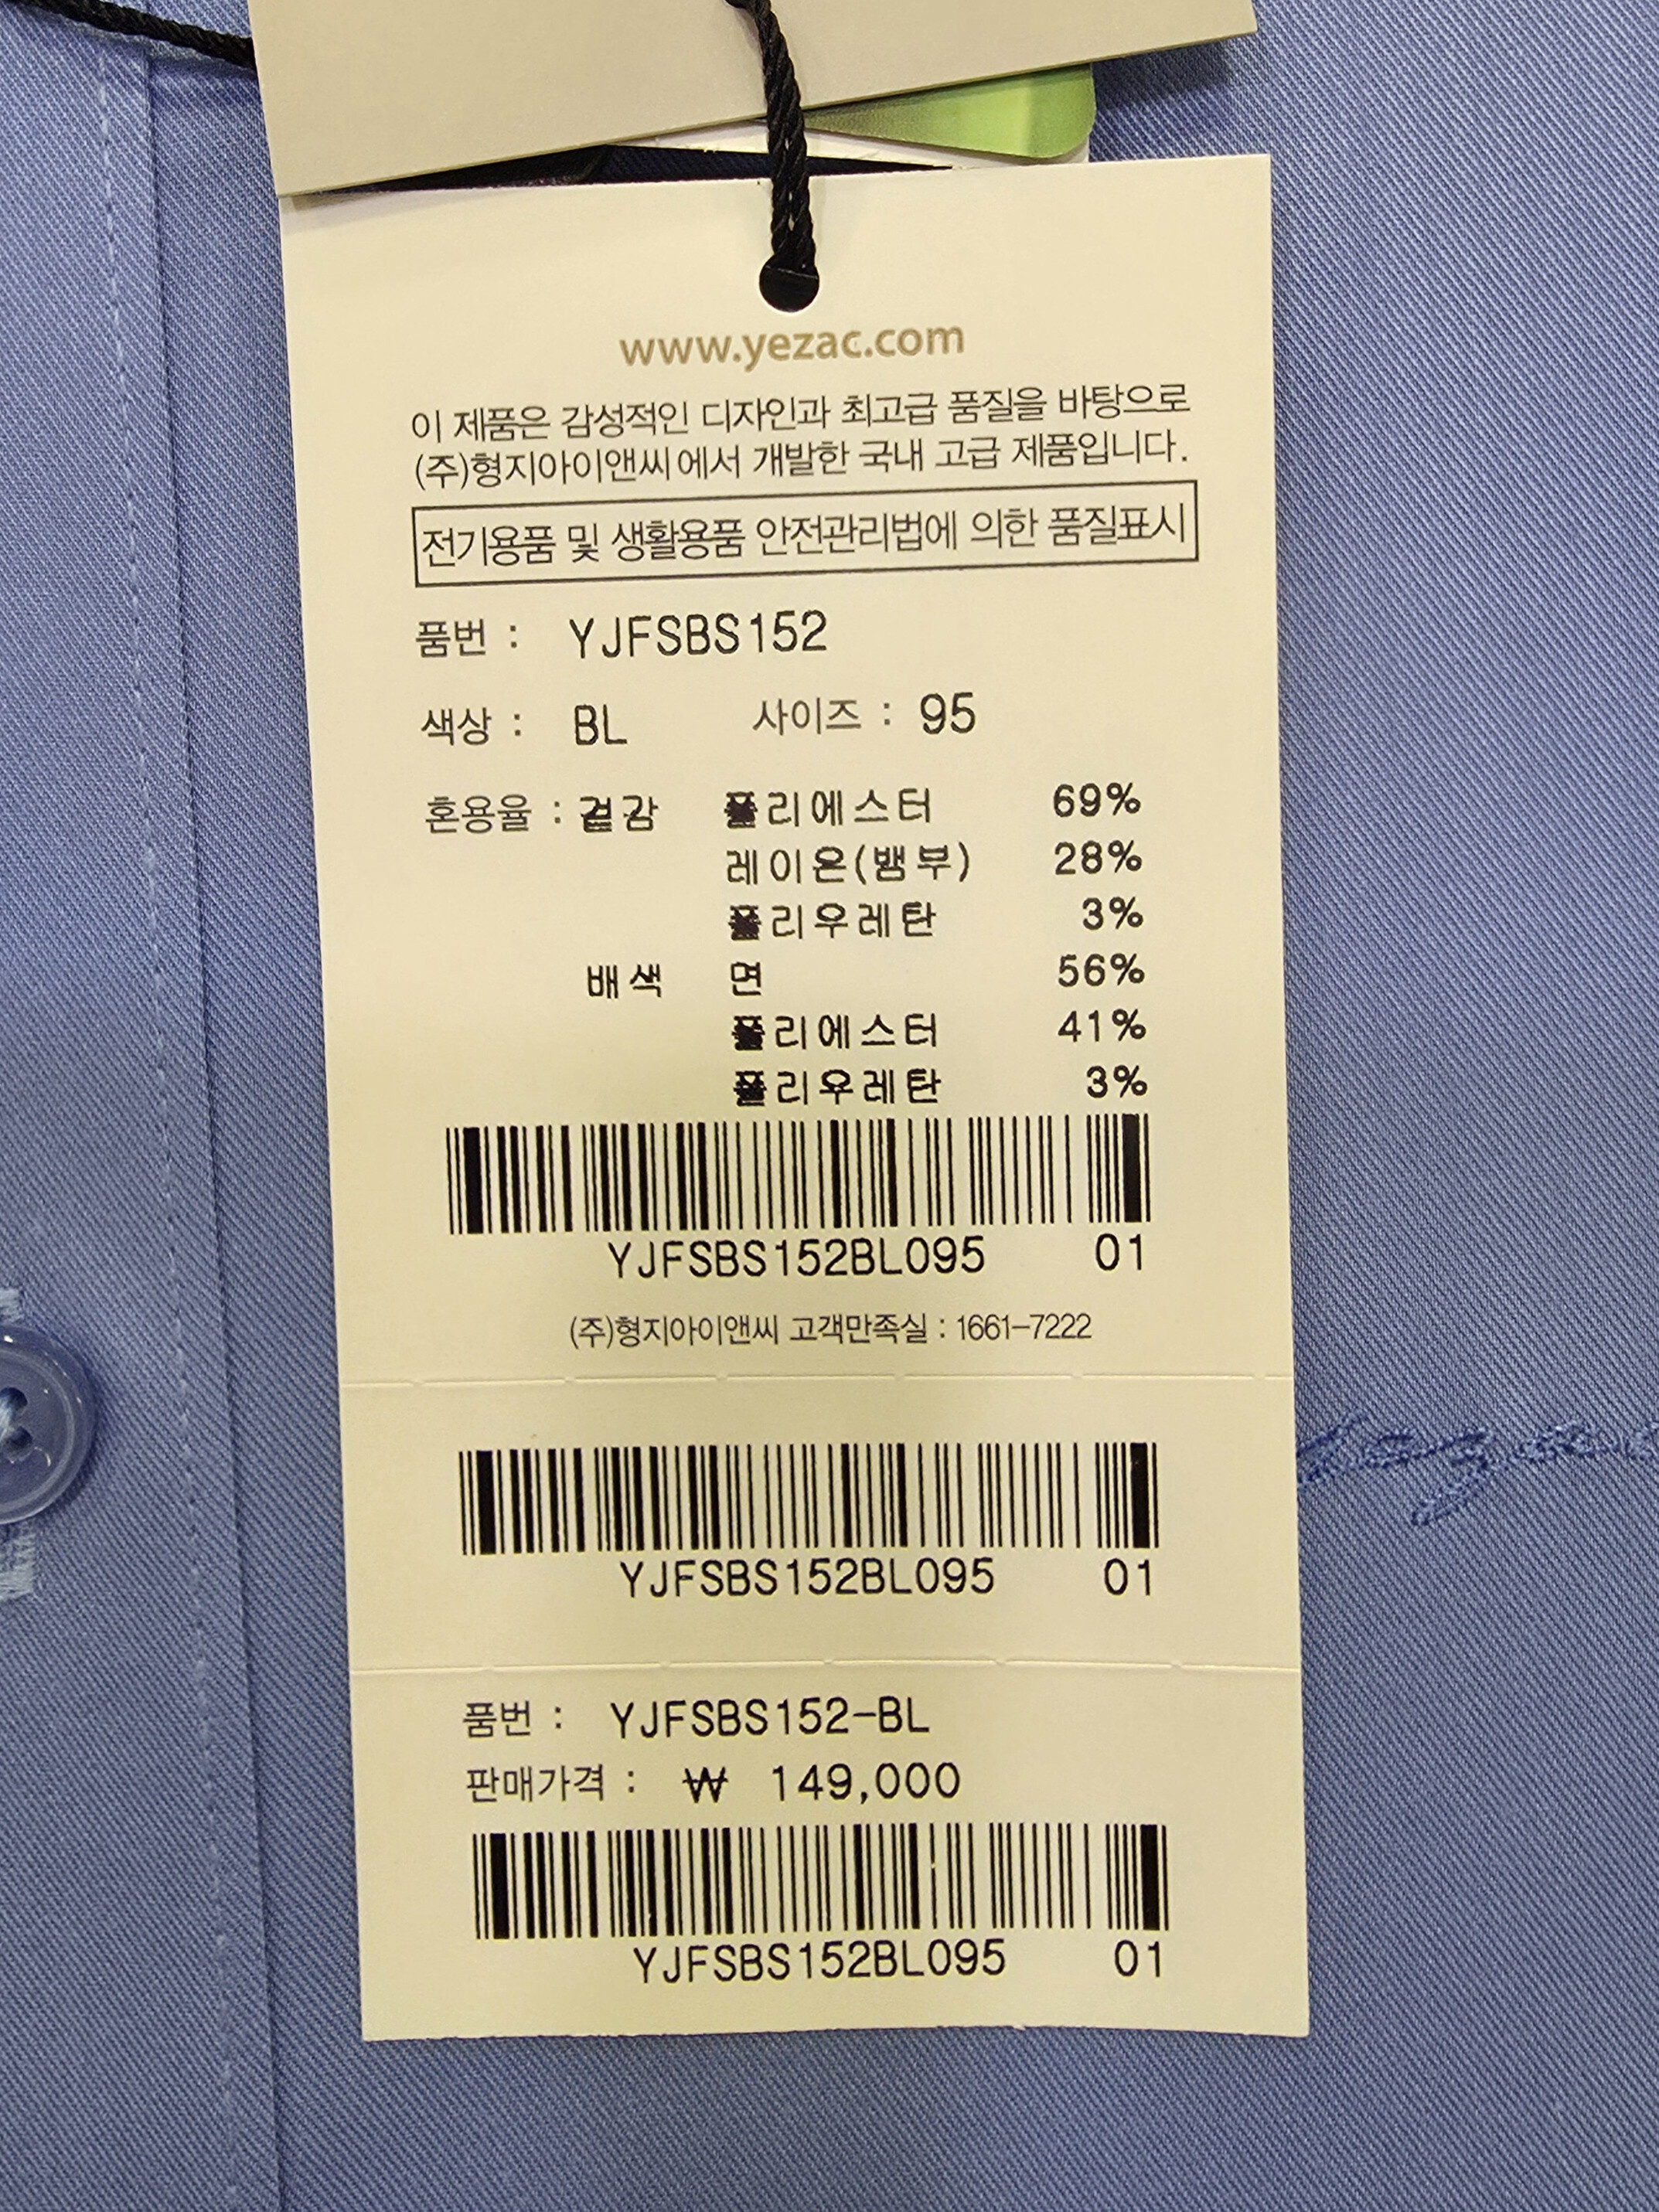 www.yezac.com
이 제품은 감성적인 디자인과 최고급 품질을 바탕으로
(주)형지아이앤씨에서 개발한 국내 고급 제품입니다.
전기용품 및 생활용품 안전관리법에 의한 품질표시
품번 : YJFSBS152
색상 : BL 사이즈 : 95
혼용율 : 겉감 폴리에스터 69%
레이온(뱀부) 28%
폴리우레탄 3%
배색 면 56%
폴리에스터 41%
폴리우레탄 3%
YJFSBS152BL095 01
(주)형지아이앤씨 고객만족실 : 1661-7222
YJFSBS152BL095 01
품번 : YJFSBS152-BL
판매가격 : ₩ 149,000
YJFSBS152BL095 01